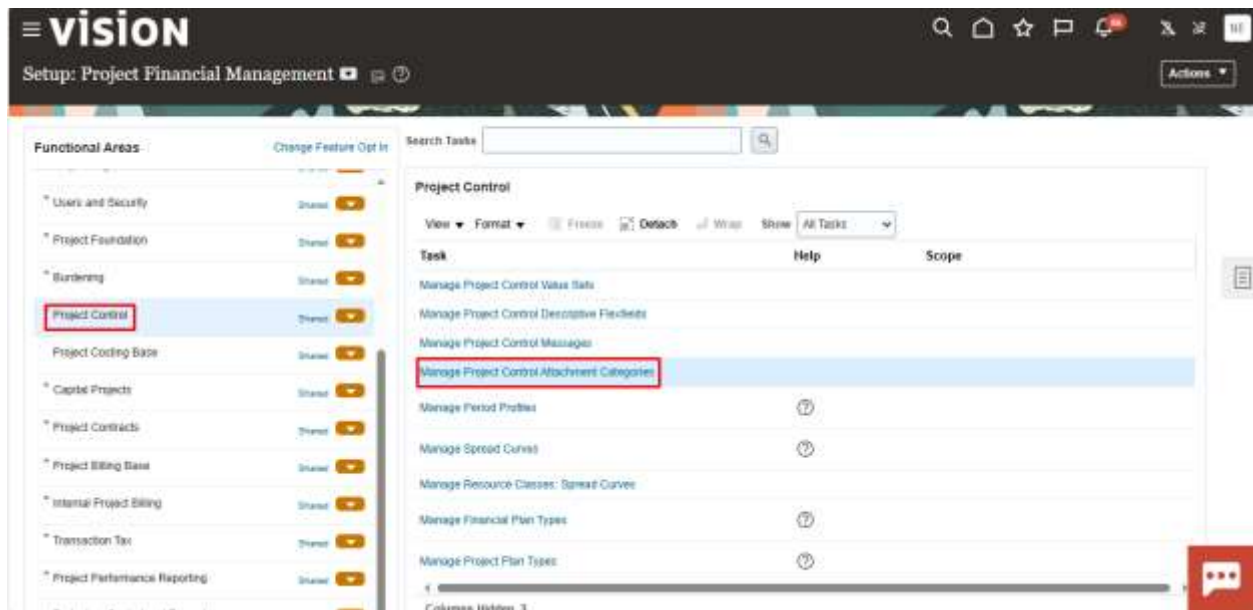 VISION
Setup: Project Financial Management
Actions
Functional Areas
Change Feature Opt In
Users and Security
Shared
Project Foundation
Shared
Burdening
Shared
Project Control
Shared
Project Costing Base
Shared
Capital Projects
Shared
Project Contracts
Shared
Project Billing Base
Shared
Internal Project Billing
Shared
Transaction Tax
Shared
Project Performance Reporting
Shared
Search Tasks
Project Control
View Format Freeze Detach Wrap Show All Tasks
Task Help Scope
Manage Project Control Value Sets
Manage Project Control Descriptive Flexfields
Manage Project Control Messages
Manage Project Control Attachment Categories
Manage Period Profiles
Manage Spread Curves
Manage Resource Classes: Spread Curves
Manage Financial Plan Types
Manage Project Plan Types
Columns Hidden 3